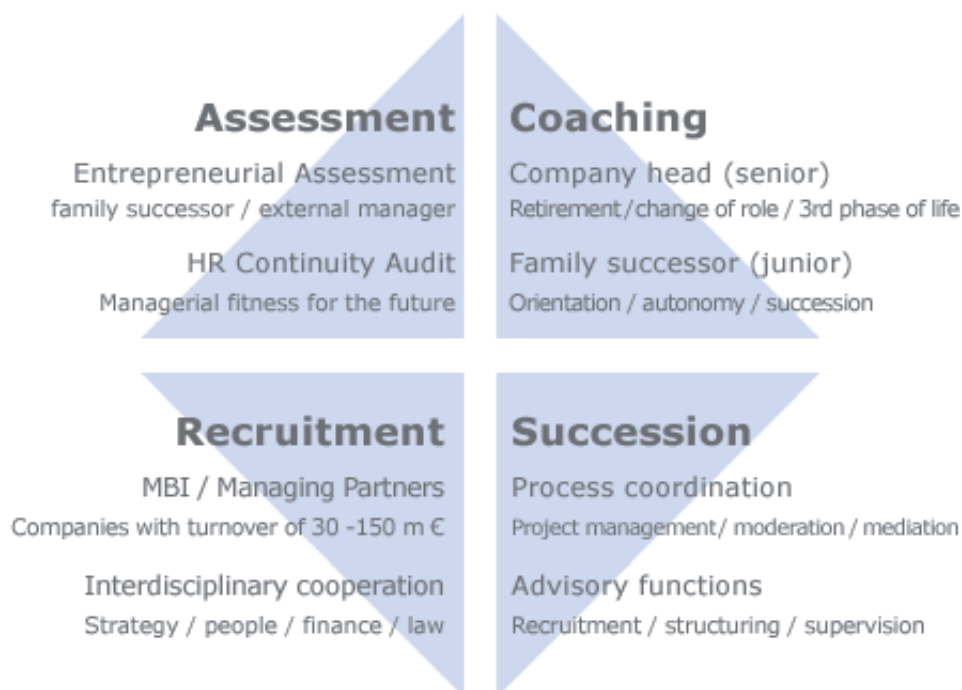 Assessment
Entrepreneurial Assessment
family successor / external manager
HR Continuity Audit
Managerial fitness for the future
Coaching
Company head (senior)
Retirement/change of role / 3rd phase of life
Family successor (junior)
Orientation / autonomy / succession
Recruitment
MBI / Managing Partners
Companies with turnover of 30 -150 m €
Interdisciplinary cooperation
Strategy / people / finance / law
Succession
Process coordination
Project management/ moderation / mediation
Advisory functions
Recruitment / structuring / supervision